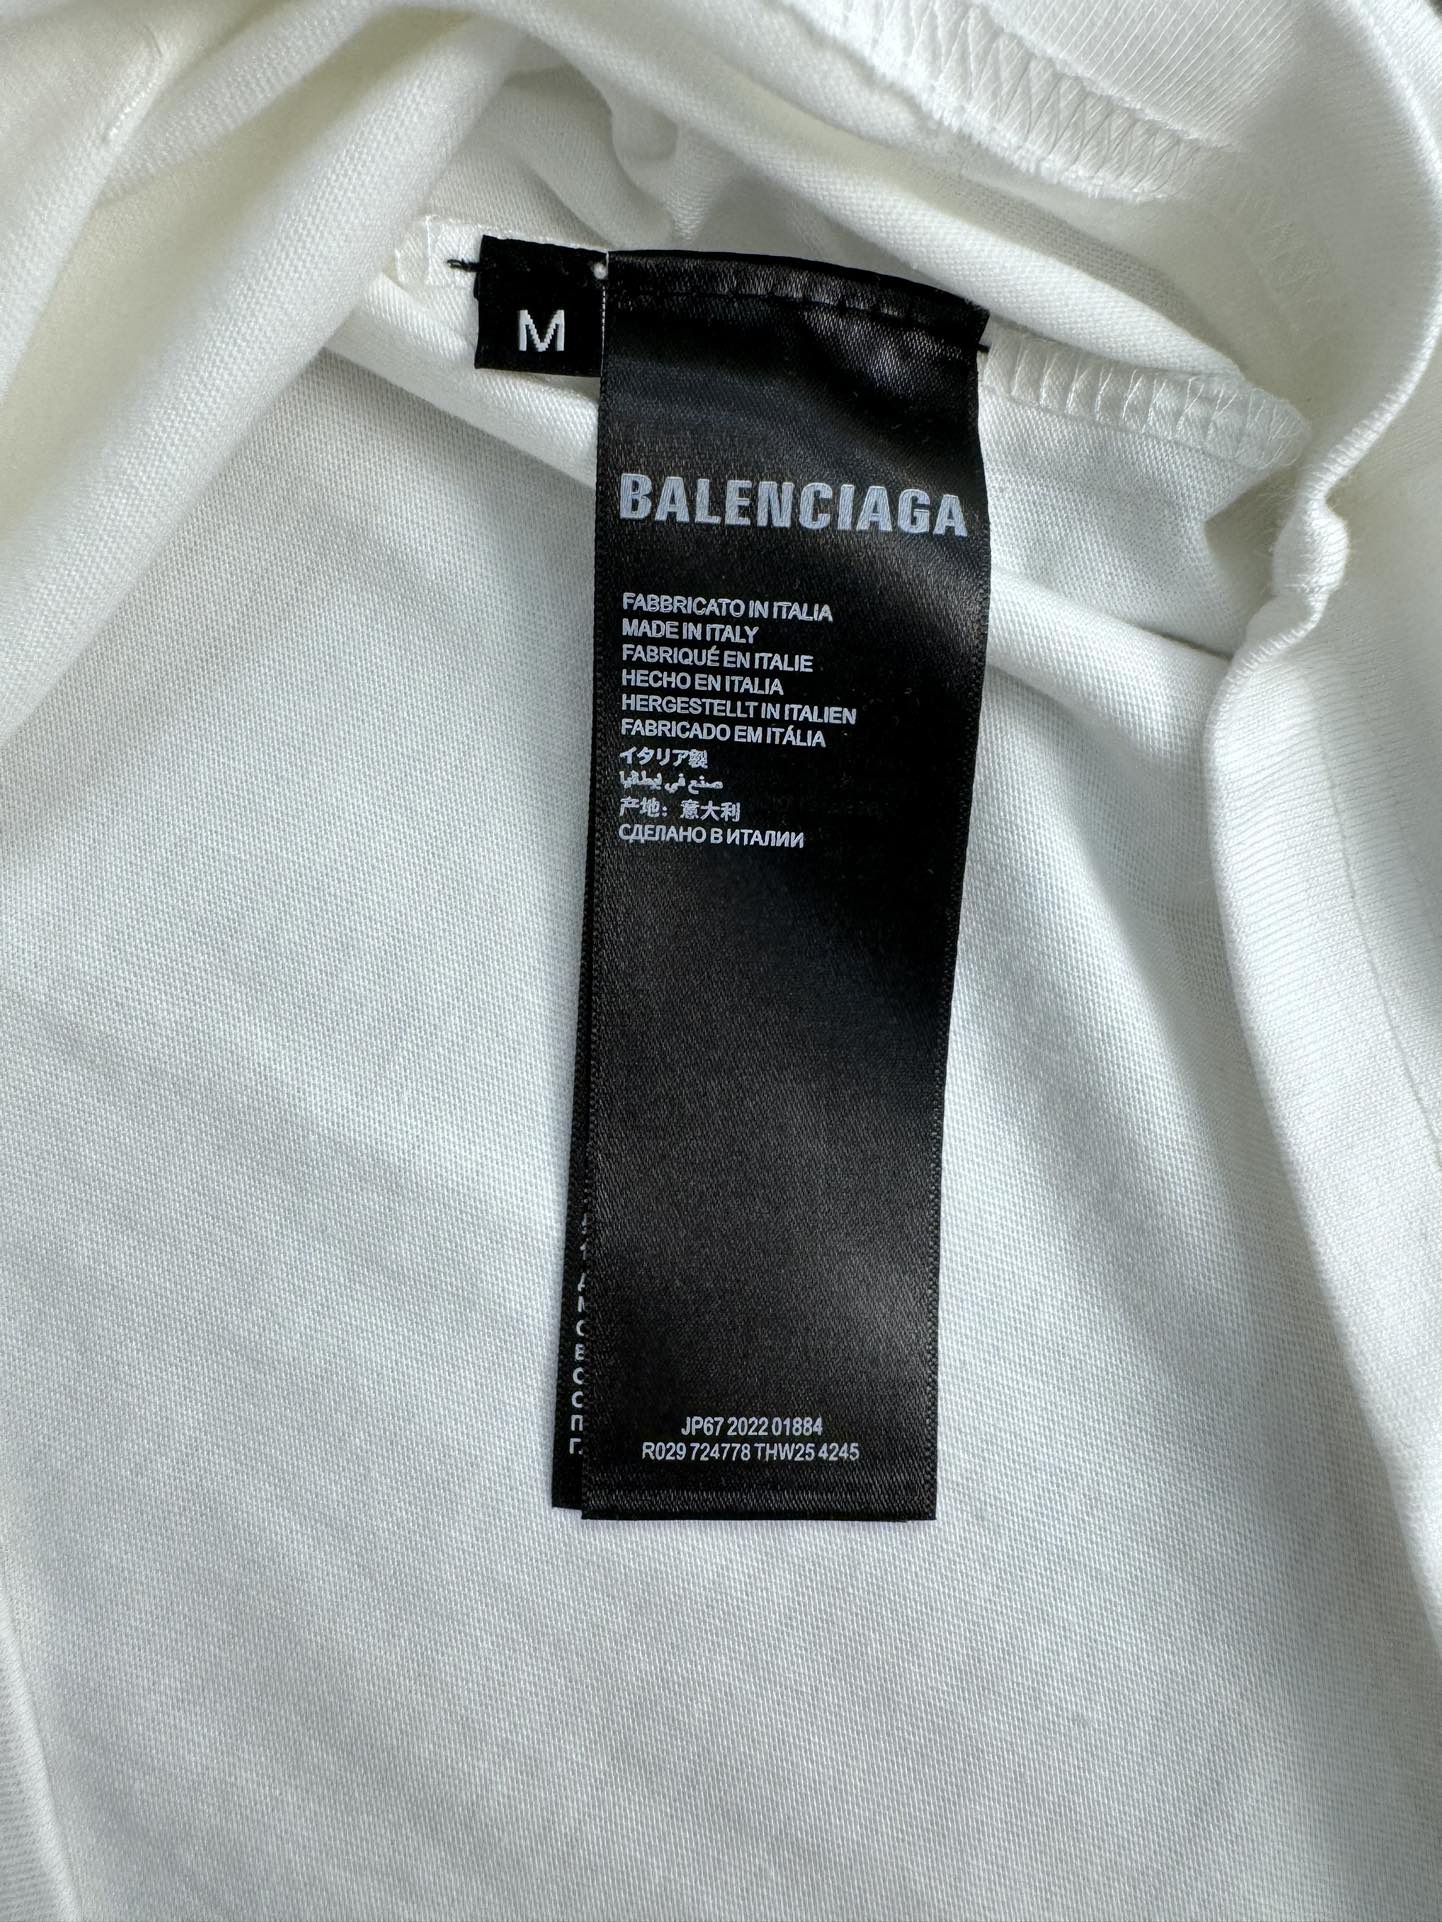 M
BALENCIAGA
FABBRICATO IN ITALIA
MADE IN ITALY
FABRIQUÉ EN ITALIE
HECHO EN ITALIA
HERGESTELLT IN ITALIEN
FABRICADO EM ITÁLIA
イタリア製
صنع في
产地：意大利
СДЕЛАНО В ИТАЛИИ
JP67 2022 01884
R029 724778 THW25 4245